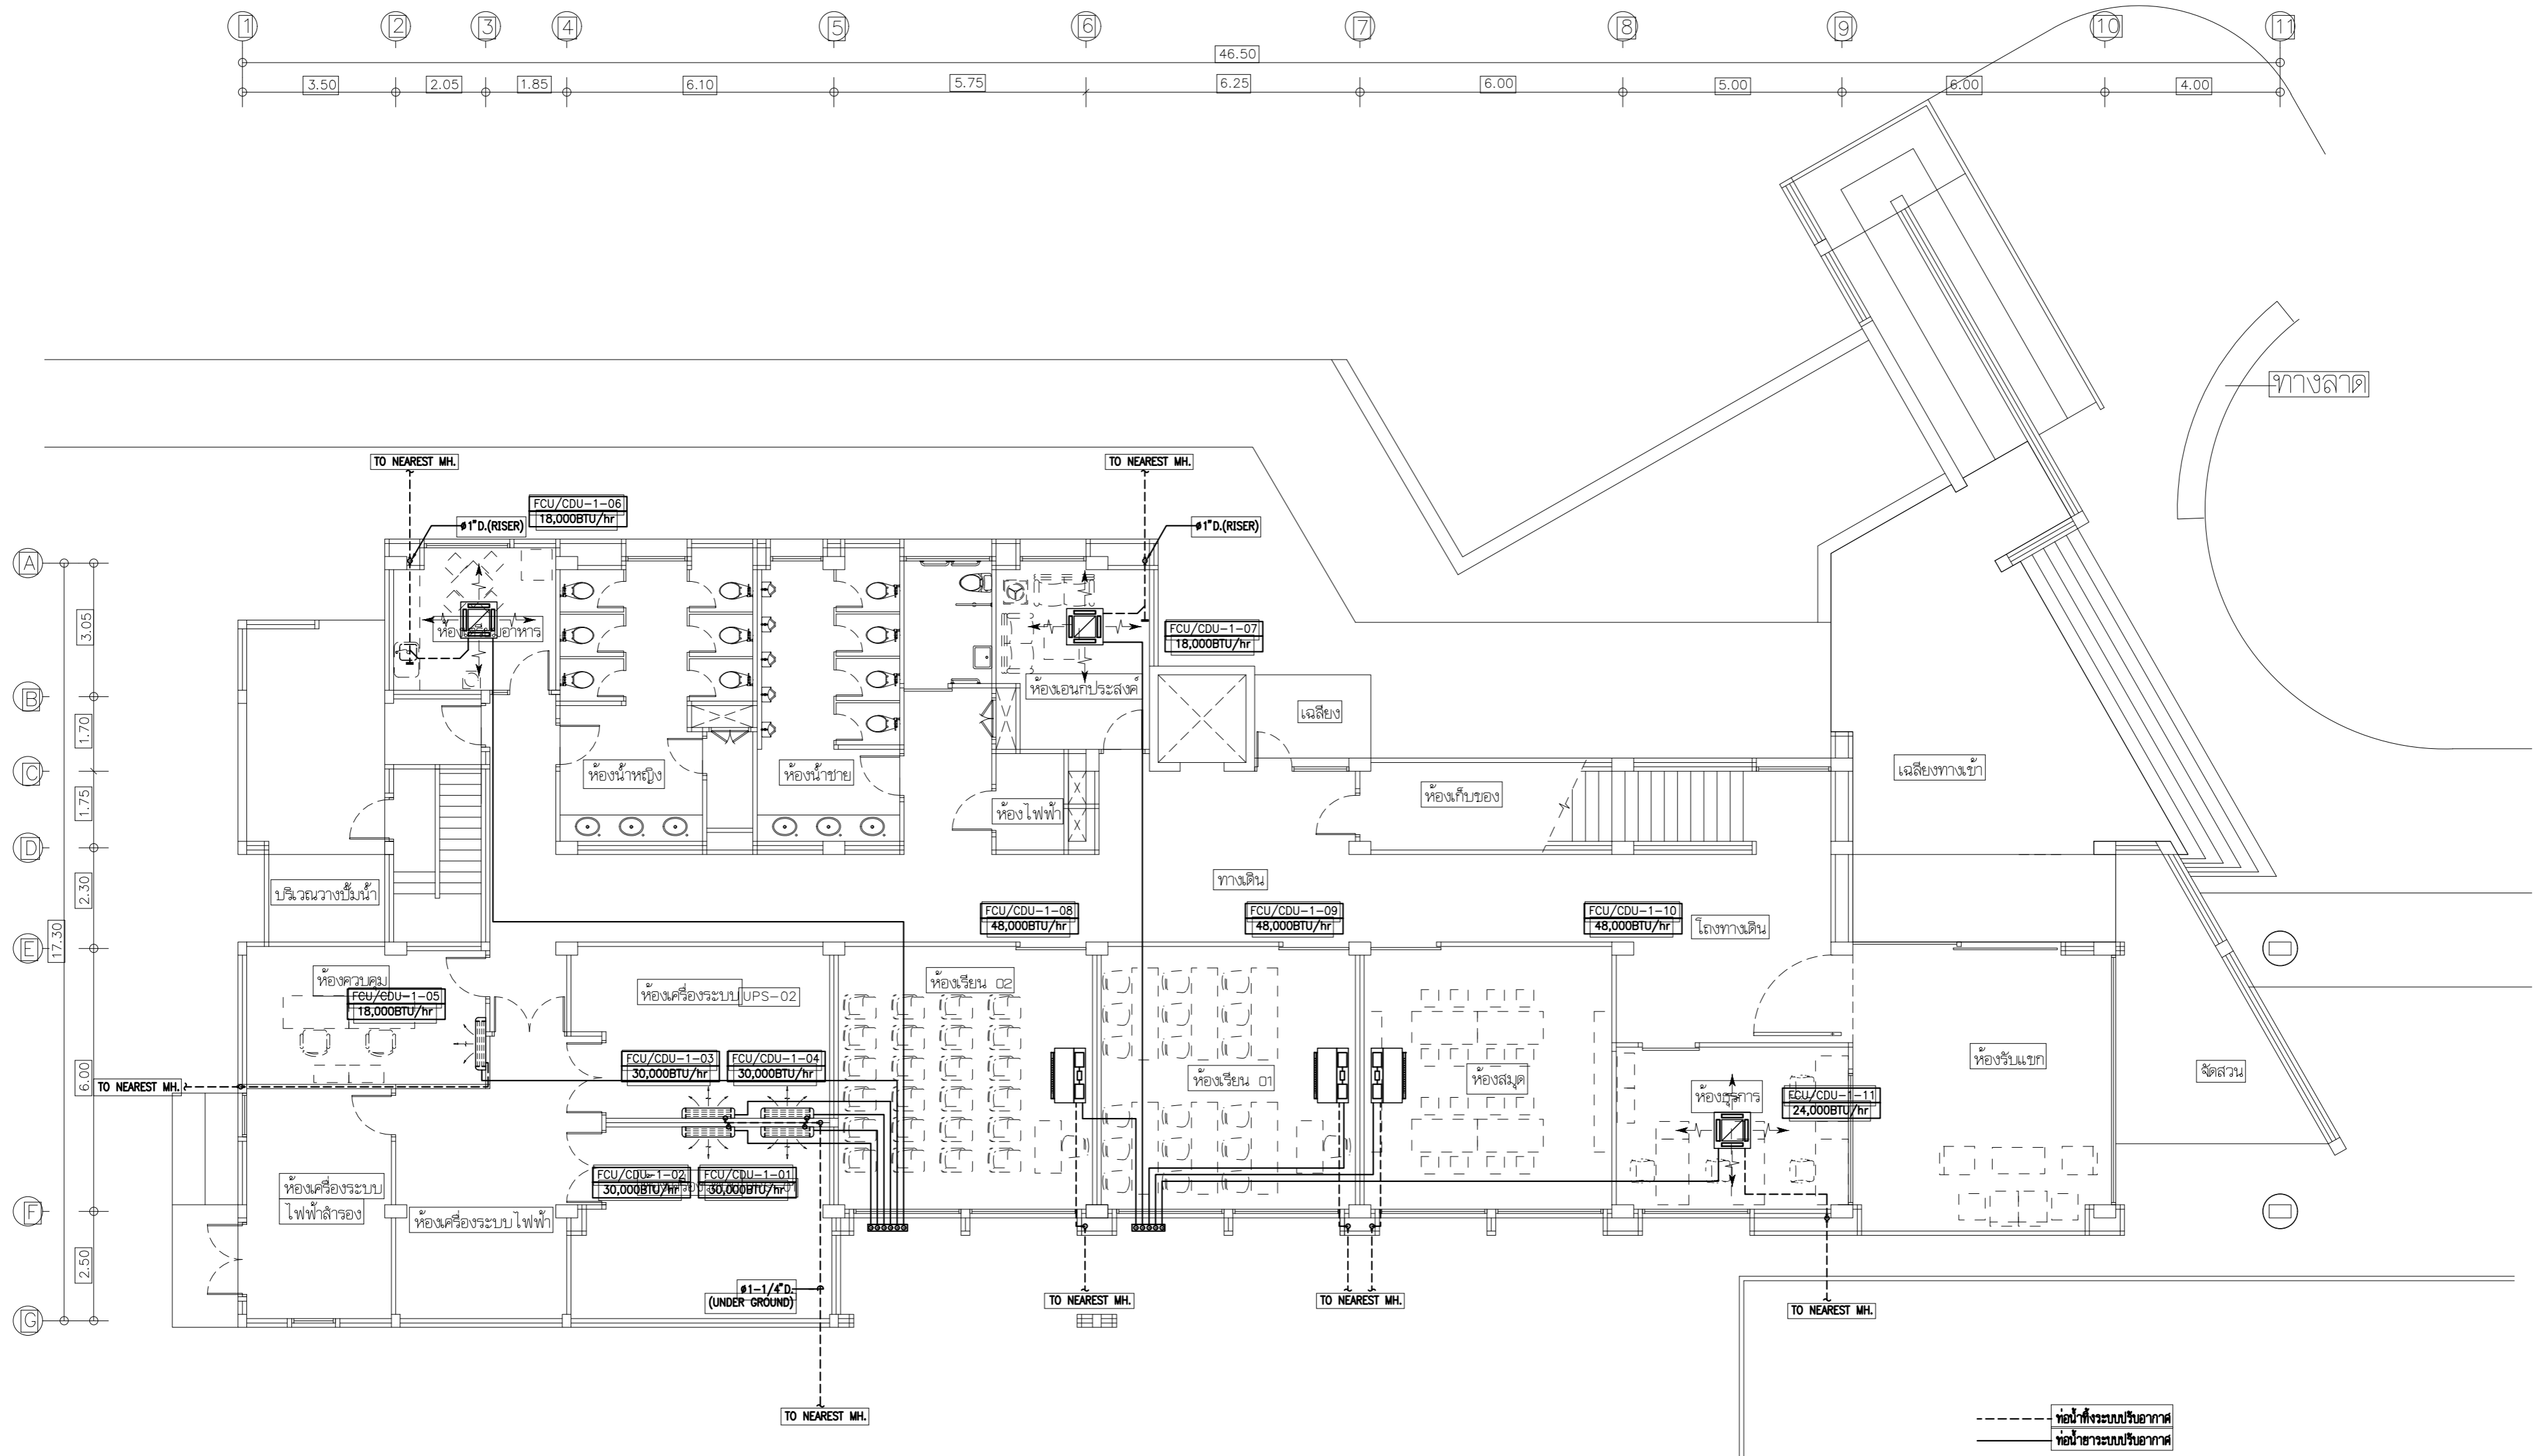 1 2 3 4 5 6 7 8 9 10 11
46.50
3.50 2.05 1.85 6.10 5.75 6.25 6.00 5.00 6.00 4.00
ทางลาด
TO NEAREST MH.
TO NEAREST MH.
FCU/CDU-1-06
18,000BTU/hr
ø1"D.(RISER)
ø1"D.(RISER)
A
3.05
FCU/CDU-1-07
18,000BTU/hr
ห้องเอนกประสงค์
B
เฉลียง
1.70
C
ห้องน้ำหญิง
ห้องน้ำชาย
เฉลียงทางเข้า
ห้องเก็บของ
1.75
ห้องไฟฟ้า
D
ทางเดิน
2.30
บริเวณวางปั๊มน้ำ
FCU/CDU-1-08
48,000BTU/hr
FCU/CDU-1-09
48,000BTU/hr
FCU/CDU-1-10
48,000BTU/hr
โถงทางเดิน
17.30
E
ห้องควบคุม
FCU/CDU-1-05
18,000BTU/hr
ห้องเครื่องระบบ UPS-02
ห้องเรียน 02
FCU/CDU-1-03
30,000BTU/hr
FCU/CDU-1-04
30,000BTU/hr
ห้องเรียน 01
ห้องสมุด
ห้องรับแขก
จัดสวน
6.00
TO NEAREST MH.
ห้องธุรการ
FCU/CDU-1-11
24,000BTU/hr
FCU/CDU-1-02
30,000BTU/hr
FCU/CDU-1-01
30,000BTU/hr
ห้องเครื่องระบบ
ไฟฟ้าสำรอง
ห้องเครื่องระบบไฟฟ้า
F
2.50
ø1-1/4"D.
(UNDER GROUND)
TO NEAREST MH.
TO NEAREST MH.
TO NEAREST MH.
G
TO NEAREST MH.
ท่อน้ำทิ้งระบบปรับอากาศ
ท่อน้ำยาระบบปรับอากาศ